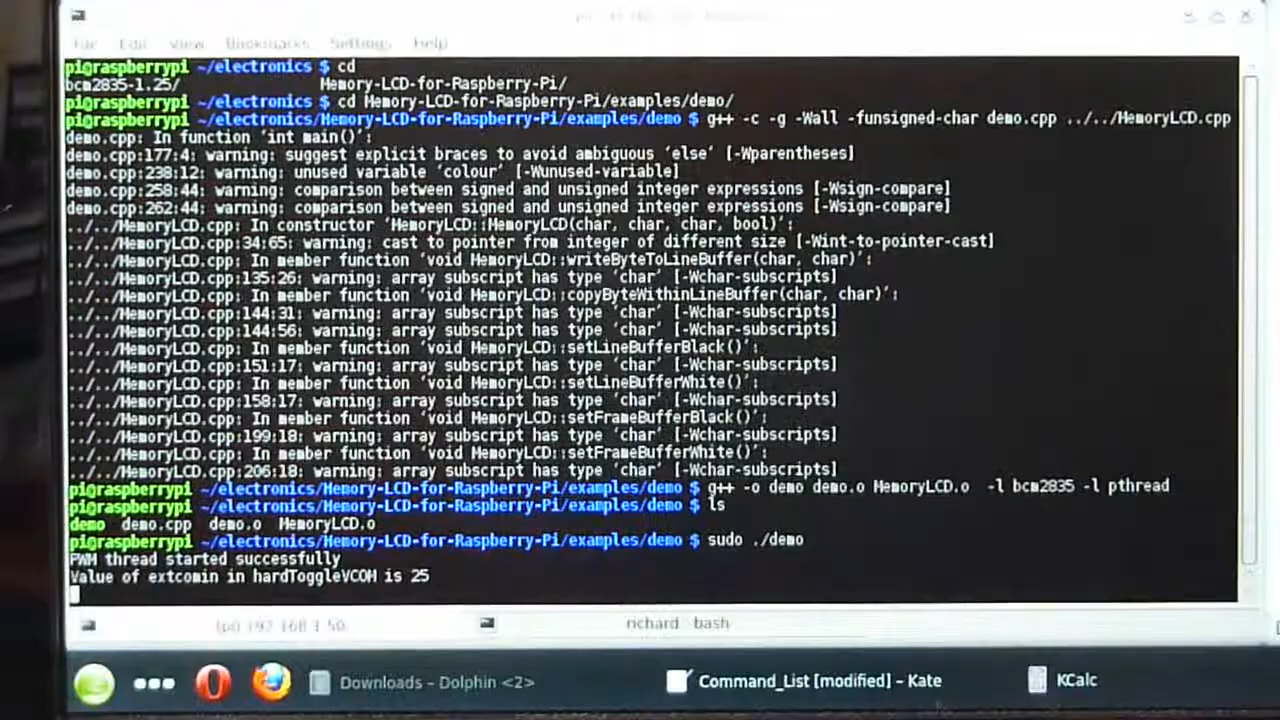 File Edit View Bookmarks Settings Help
pi@raspberrypi ~/electronics $ cd
bcm2835-1.25/ Memory-LCD-for-Raspberry-Pi/
pi@raspberrypi ~/electronics $ cd Memory-LCD-for-Raspberry-Pi/examples/demo/
pi@raspberrypi ~/electronics/Memory-LCD-for-Raspberry-Pi/examples/demo $ g++ -c -g -Wall -funsigned-char demo.cpp ../../MemoryLCD.cpp
demo.cpp: In function ‘int main()’:
demo.cpp:177:4: warning: suggest explicit braces to avoid ambiguous ‘else’ [-Wparentheses]
demo.cpp:238:12: warning: unused variable ‘colour’ [-Wunused-variable]
demo.cpp:258:44: warning: comparison between signed and unsigned integer expressions [-Wsign-compare]
demo.cpp:262:44: warning: comparison between signed and unsigned integer expressions [-Wsign-compare]
../../MemoryLCD.cpp: In constructor ‘MemoryLCD::MemoryLCD(char, char, char, bool)’:
../../MemoryLCD.cpp:34:65: warning: cast to pointer from integer of different size [-Wint-to-pointer-cast]
../../MemoryLCD.cpp: In member function ‘void MemoryLCD::writeByteToLineBuffer(char, char)’:
../../MemoryLCD.cpp:135:26: warning: array subscript has type ‘char’ [-Wchar-subscripts]
../../MemoryLCD.cpp: In member function ‘void MemoryLCD::copyByteWithinLineBuffer(char, char)’:
../../MemoryLCD.cpp:144:31: warning: array subscript has type ‘char’ [-Wchar-subscripts]
../../MemoryLCD.cpp:144:56: warning: array subscript has type ‘char’ [-Wchar-subscripts]
../../MemoryLCD.cpp: In member function ‘void MemoryLCD::setLineBufferBlack()’:
../../MemoryLCD.cpp:151:17: warning: array subscript has type ‘char’ [-Wchar-subscripts]
../../MemoryLCD.cpp: In member function ‘void MemoryLCD::setLineBufferWhite()’:
../../MemoryLCD.cpp:158:17: warning: array subscript has type ‘char’ [-Wchar-subscripts]
../../MemoryLCD.cpp: In member function ‘void MemoryLCD::setFrameBufferBlack()’:
../../MemoryLCD.cpp:199:18: warning: array subscript has type ‘char’ [-Wchar-subscripts]
../../MemoryLCD.cpp: In member function ‘void MemoryLCD::setFrameBufferWhite()’:
../../MemoryLCD.cpp:206:18: warning: array subscript has type ‘char’ [-Wchar-subscripts]
pi@raspberrypi ~/electronics/Memory-LCD-for-Raspberry-Pi/examples/demo $ g++ -o demo demo.o MemoryLCD.o -l bcm2835 -l pthread
pi@raspberrypi ~/electronics/Memory-LCD-for-Raspberry-Pi/examples/demo $ ls
demo demo.cpp demo.o MemoryLCD.o
pi@raspberrypi ~/electronics/Memory-LCD-for-Raspberry-Pi/examples/demo $ sudo ./demo
PWM thread started successfully
Value of extcomin in hardToggleVCOM is 25
(pi) 192.168.1.50 richard : bash
Downloads – Dolphin <2> Command_List [modified] – Kate KCalc